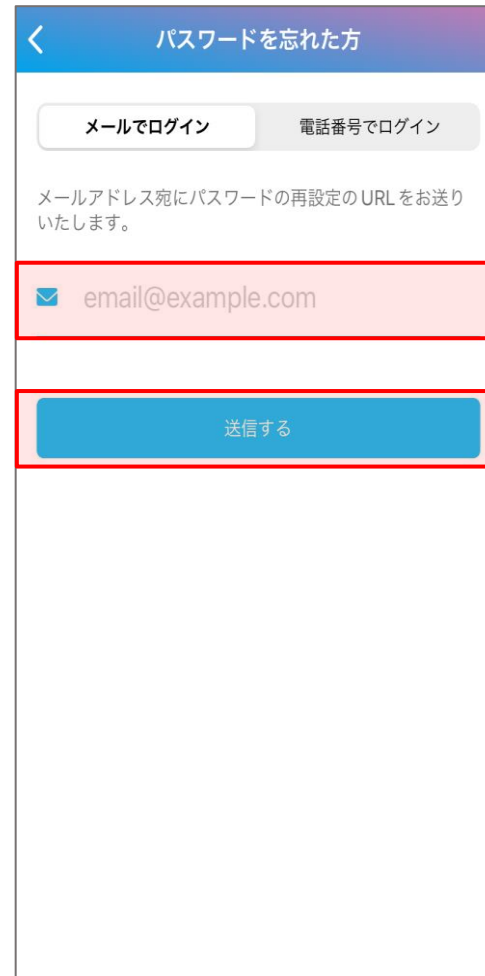 パスワードを忘れた方
メールでログイン
電話番号でログイン
メールアドレス宛にパスワードの再設定のURLをお送り
いたします。
email@example.com
送信する